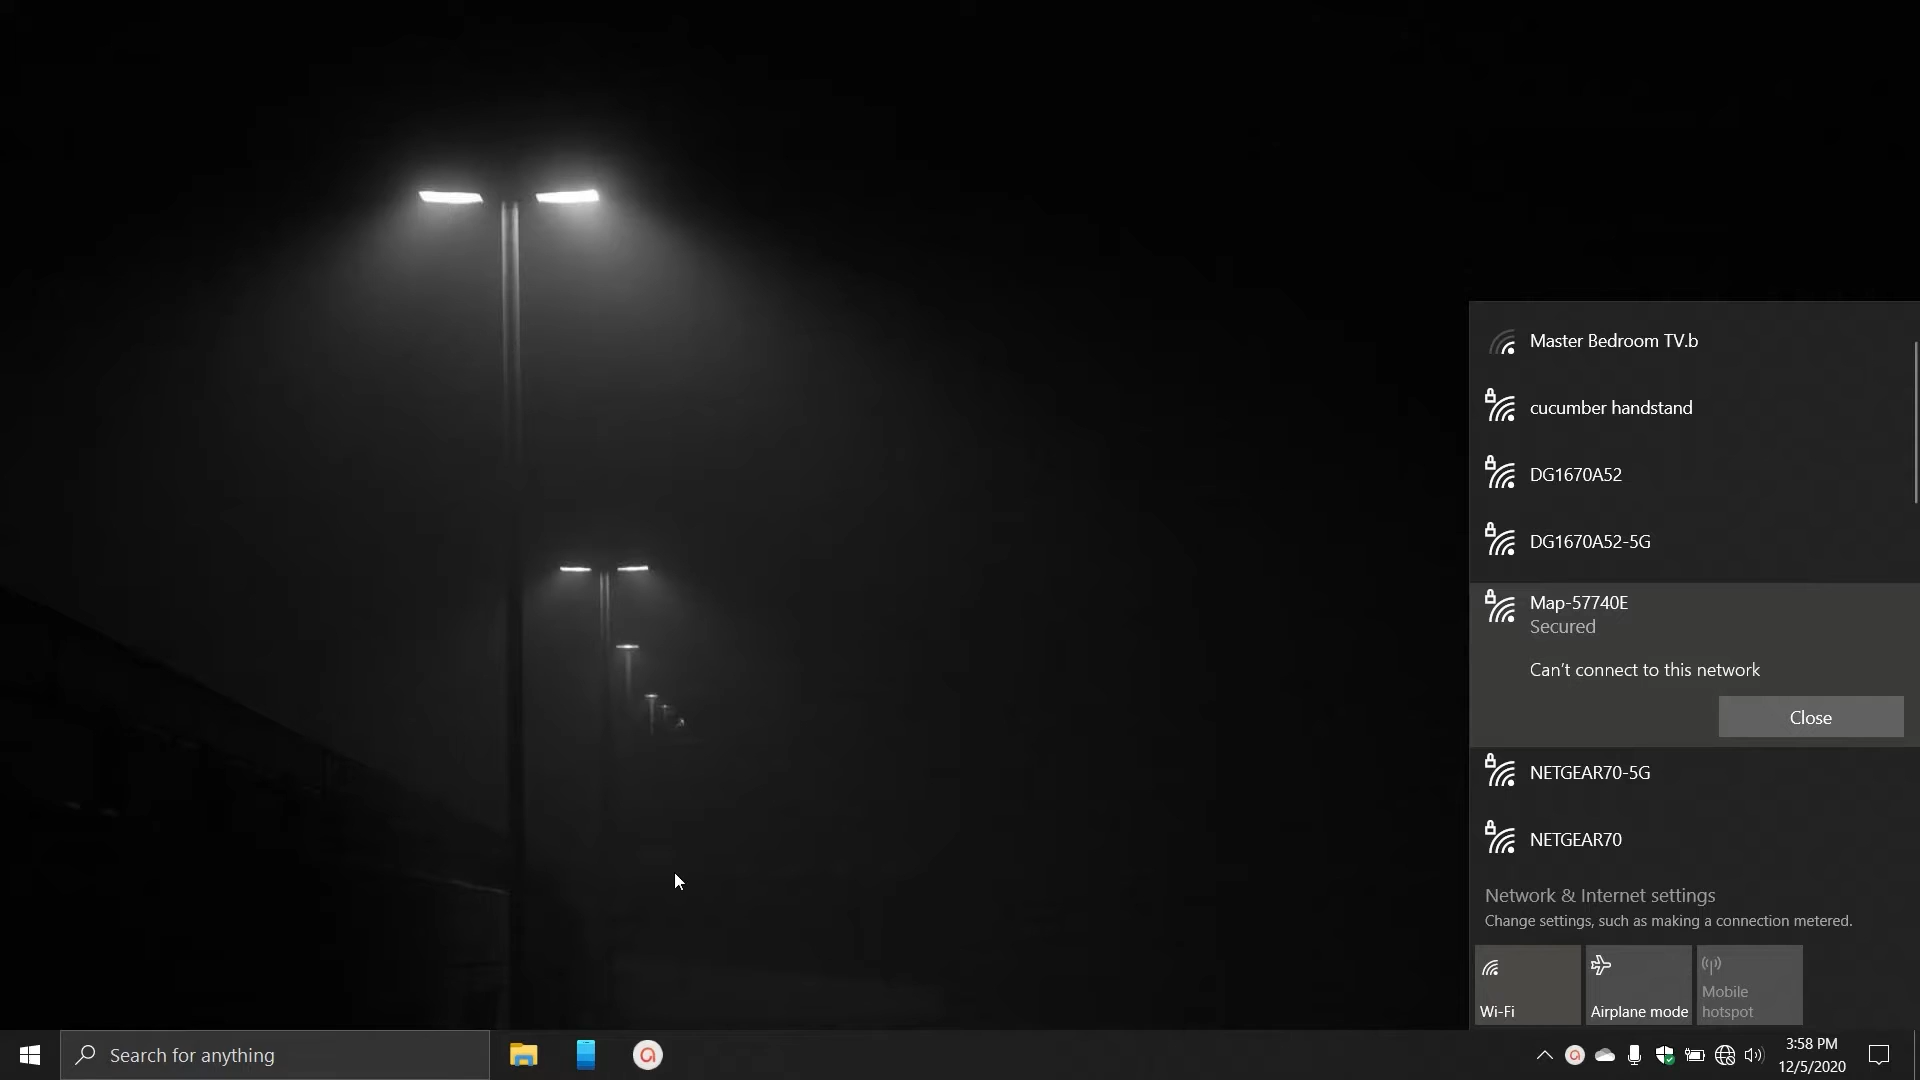 Master Bedroom TV.b
cucumber handstand
DG1670A52
DG1670A52-5G
Map-57740E
Secured
Can't connect to this network
Close
NETGEAR70-5G
NETGEAR70
Network & Internet settings
Change settings, such as making a connection metered.
Wi-Fi
Airplane mode
Mobile
hotspot
Search for anything
3:58 PM
12/5/2020